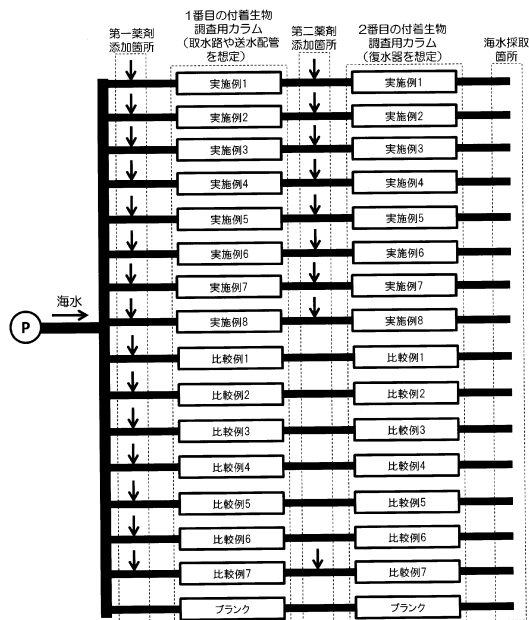 第一薬剤
添加箇所
1番目の付着生物
調査用カラム
(取水路や送水配管
を想定)
第二薬剤
添加箇所
2番目の付着生物
調査用カラム
(復水器を想定)
海水採取
箇所
実施例1 実施例1
実施例2 実施例2
実施例3 実施例3
実施例4 実施例4
実施例5 実施例5
実施例6 実施例6
実施例7 実施例7
海水
P
実施例8 実施例8
比較例1 比較例1
比較例2 比較例2
比較例3 比較例3
比較例4 比較例4
比較例5 比較例5
比較例6 比較例6
比較例7 比較例7
ブランク ブランク